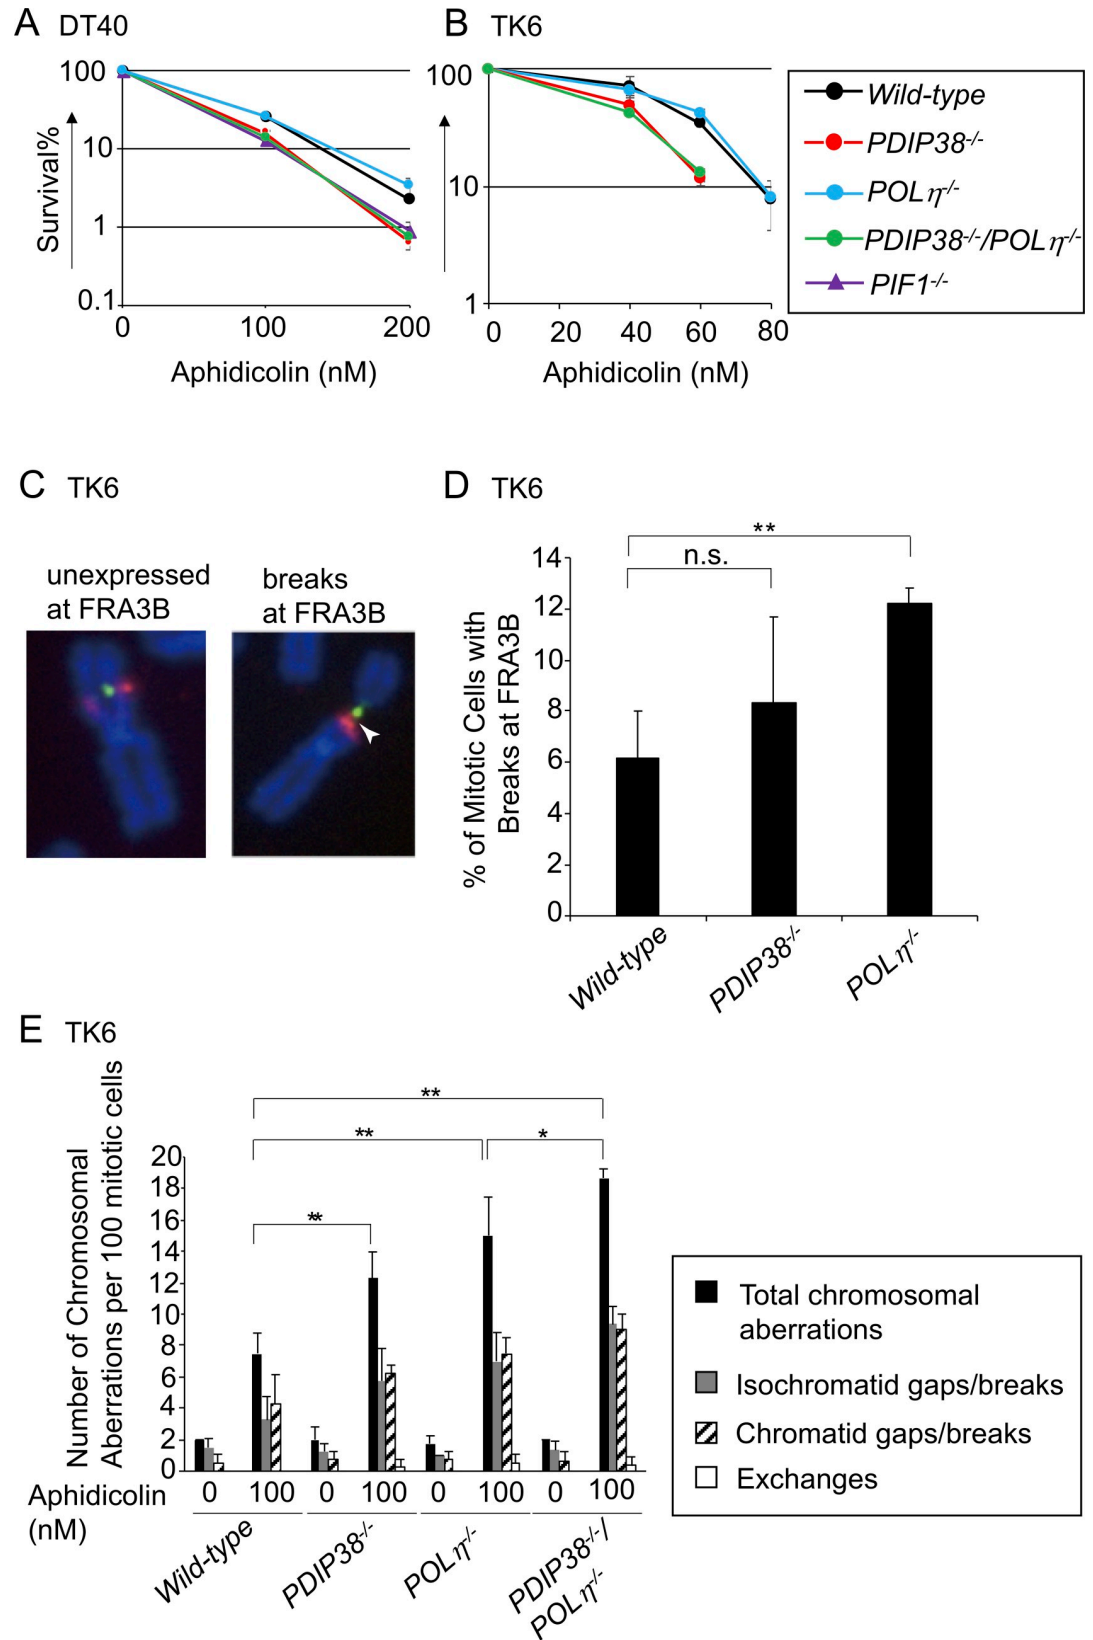 A DT40
100
10
1
0.1
Survival%
0 100 200
Aphidicolin (nM)
B TK6
100
10
1
0 20 40 60 80
Aphidicolin (nM)
Wild-type
PDIP38-/-
POLη-/-
PDIP38-/-/POLη-/-
PIF1-/-
C TK6
unexpressed
at FRA3B
breaks
at FRA3B
D TK6
**
n.s.
14
12
10
8
6
4
2
0
% of Mitotic Cells with
Breaks at FRA3B
Wild-type
PDIP38-/-
POLη-/-
E TK6
**
** *
**
20
18
16
14
12
10
8
6
4
2
0
Number of Chromosomal
Aberrations per 100 mitotic cells
Aphidicolin 0 100 0 100 0 100 0 100
(nM)
Wild-type
PDIP38-/-
POLη-/-
PDIP38-/-/
POLη-/-
Total chromosomal
aberrations
Isochromatid gaps/breaks
Chromatid gaps/breaks
Exchanges